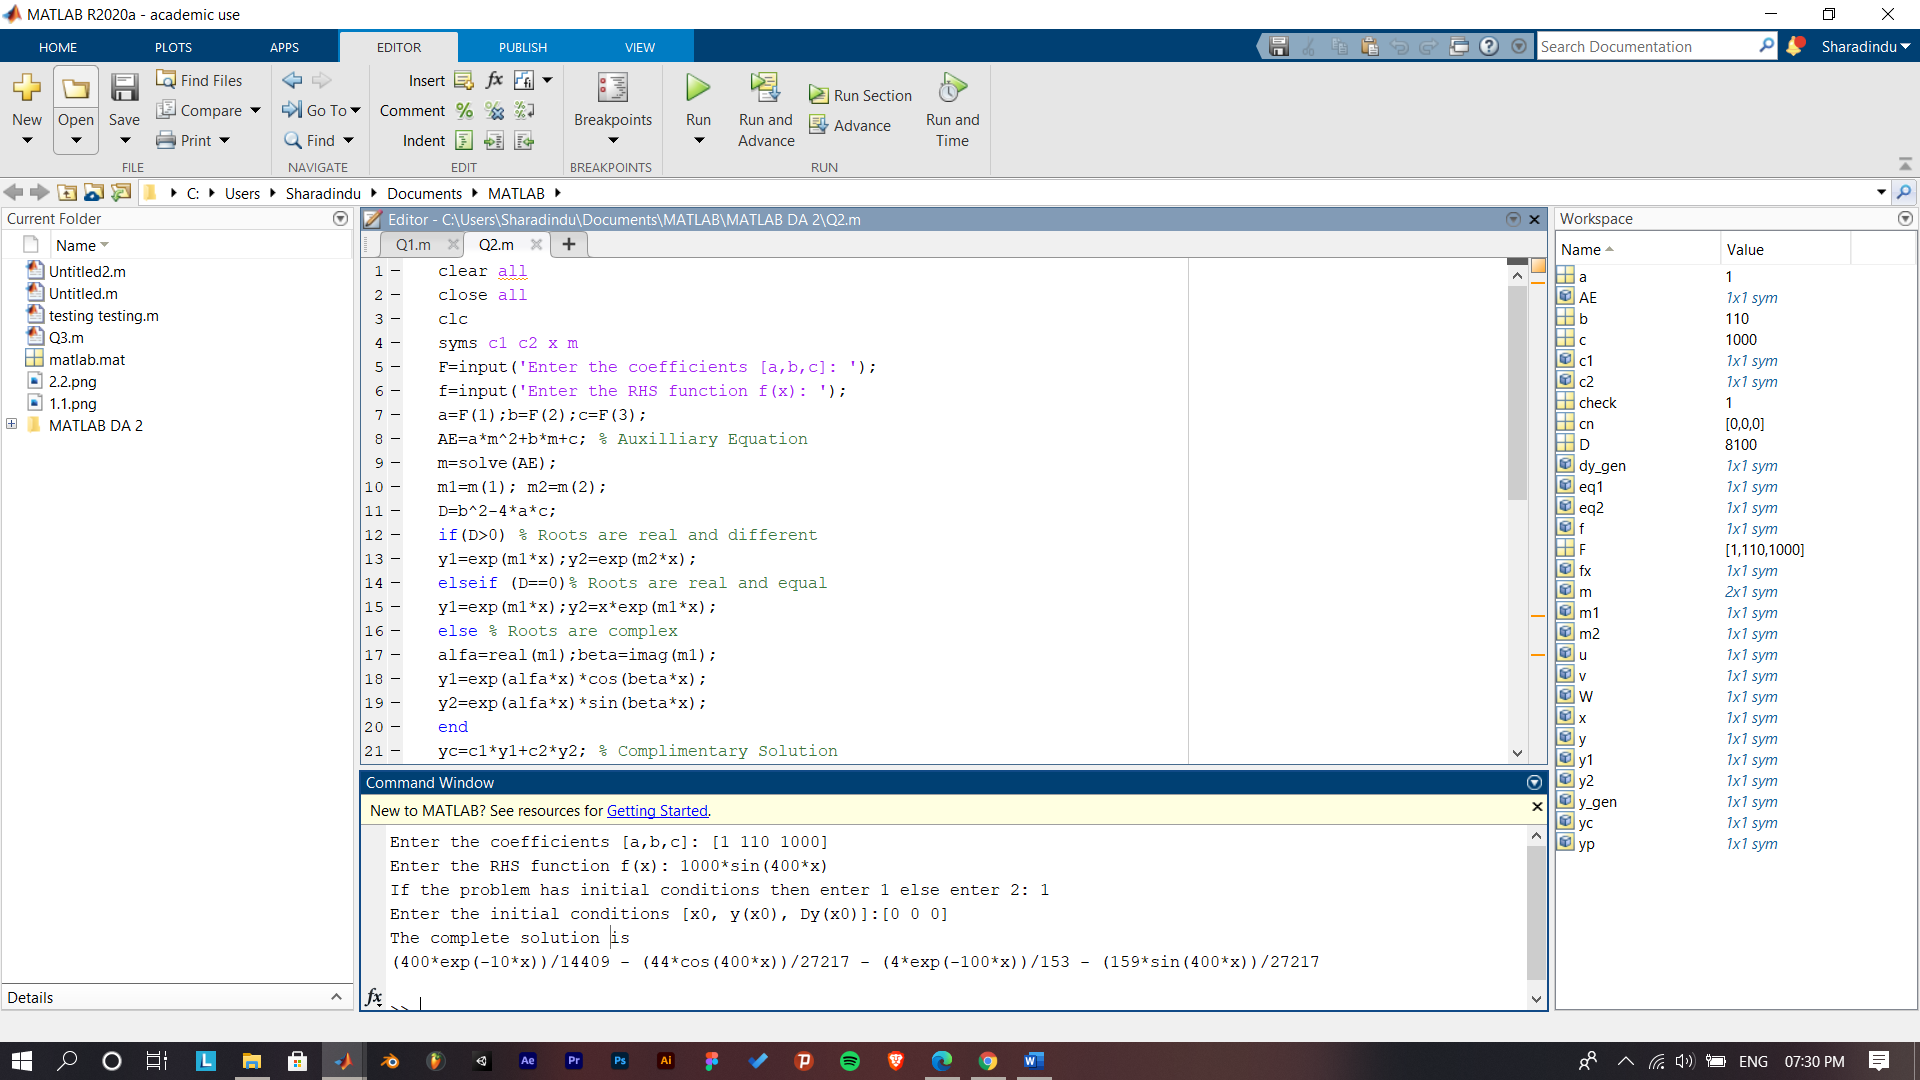 MATLAB R2020a - academic use
HOME PLOTS APPS EDITOR PUBLISH VIEW
Search Documentation
Sharadindu
New
Open
Save
Find Files
Compare
Print
FILE
Go To
Find
NAVIGATE
Insert
Comment
Indent
EDIT
Breakpoints
BREAKPOINTS
Run
Run and Advance
Run Section
Advance
Run and Time
RUN
C: Users Sharadindu Documents MATLAB
Current Folder
Name
Untitled2.m
Untitled.m
testing testing.m
Q3.m
matlab.mat
2.2.png
1.1.png
MATLAB DA 2
Details
Editor - C:\Users\Sharadindu\Documents\MATLAB\MATLAB DA 2\Q2.m
Q1.m Q2.m
1 – clear all
2 – close all
3 – clc
4 – syms c1 c2 x m
5 – F=input('Enter the coefficients [a,b,c]: ');
6 – f=input('Enter the RHS function f(x): ');
7 – a=F(1);b=F(2);c=F(3);
8 – AE=a*m^2+b*m+c; % Auxilliary Equation
9 – m=solve(AE);
10 – m1=m(1); m2=m(2);
11 – D=b^2-4*a*c;
12 – if(D>0) % Roots are real and different
13 – y1=exp(m1*x);y2=exp(m2*x);
14 – elseif (D==0)% Roots are real and equal
15 – y1=exp(m1*x);y2=x*exp(m1*x);
16 – else % Roots are complex
17 – alfa=real(m1);beta=imag(m1);
18 – y1=exp(alfa*x)*cos(beta*x);
19 – y2=exp(alfa*x)*sin(beta*x);
20 – end
21 – yc=c1*y1+c2*y2; % Complimentary Solution
Command Window
New to MATLAB? See resources for Getting Started.
Enter the coefficients [a,b,c]: [1 110 1000]
Enter the RHS function f(x): 1000*sin(400*x)
If the problem has initial conditions then enter 1 else enter 2: 1
Enter the initial conditions [x0, y(x0), Dy(x0)]:[0 0 0]
The complete solution is
(400*exp(-10*x))/14409 - (44*cos(400*x))/27217 - (4*exp(-100*x))/153 - (159*sin(400*x))/27217
fx >>
Workspace
Name Value
a 1
AE 1x1 sym
b 110
c 1000
c1 1x1 sym
c2 1x1 sym
check 1
cn [0,0,0]
D 8100
dy_gen 1x1 sym
eq1 1x1 sym
eq2 1x1 sym
f 1x1 sym
F [1,110,1000]
fx 1x1 sym
m 2x1 sym
m1 1x1 sym
m2 1x1 sym
u 1x1 sym
v 1x1 sym
W 1x1 sym
x 1x1 sym
y 1x1 sym
y1 1x1 sym
y2 1x1 sym
y_gen 1x1 sym
yc 1x1 sym
yp 1x1 sym
L Ae Pr Ps Ai W
ENG 07:30 PM